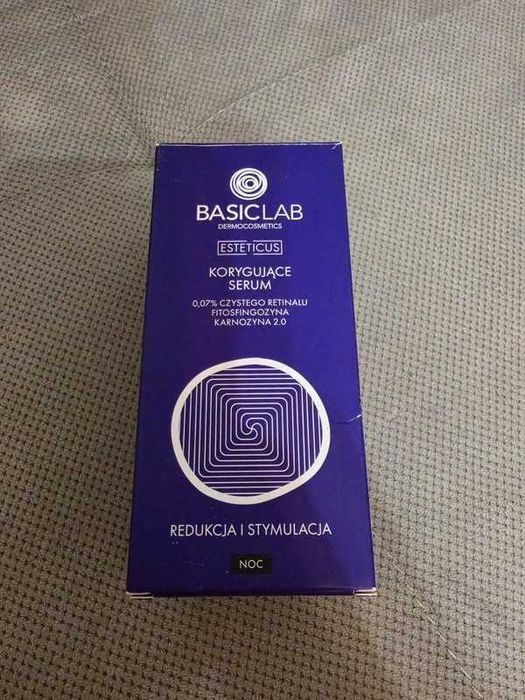 BASICLAB
DERMOCOSMETICS
ESTETICUS
KORYGUJĄCE
SERUM
0,07% CZYSTEGO RETINALU
FITOSFINGOZYNA
KARNOZYNA 2.0
REDUKCJA I STYMULACJA
NOC